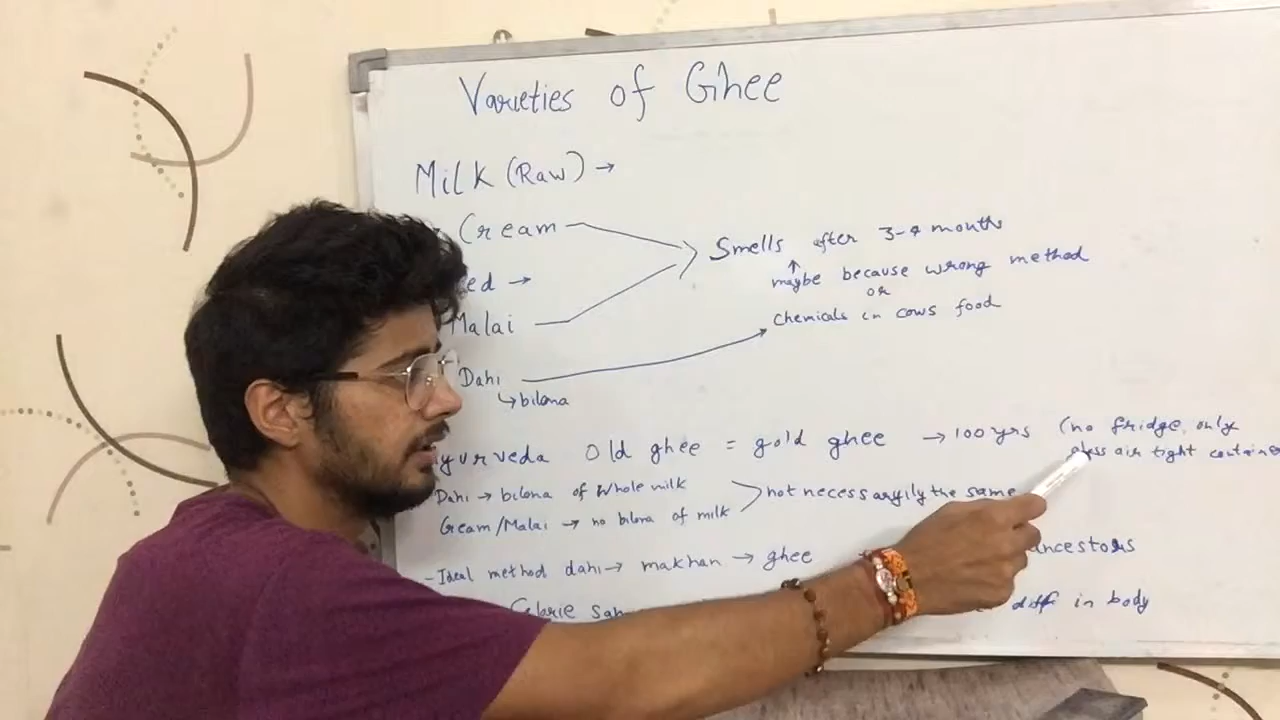 Varieties of Ghee
Milk (Raw) →
Cream
Smells after 3-4 months
maybe because wrong method
ed →
or
Malai
Chemicals in cows food
Dahi
↳ bilona
yurveda Old ghee = gold ghee → 100 yrs (no fridge, only
glass air tight containe
Dahi → bilona of whole milk
not necessaryily the same
Cream/Malai → no bilona of milk
- Ideal method dahi → makhan → ghee
ancestors
diff in body